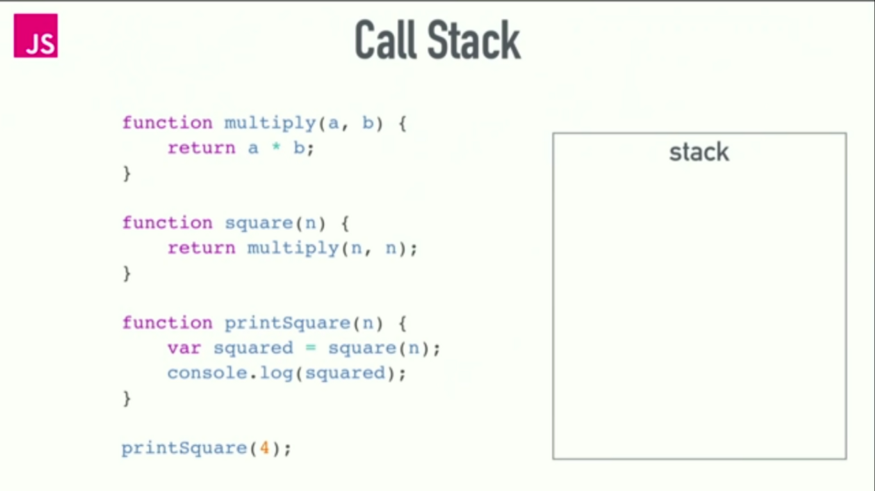 JS
Call Stack
function multiply(a, b) {
    return a * b;
}
function square(n) {
    return multiply(n, n);
}
function printSquare(n) {
    var squared = square(n);
    console.log(squared);
}
printSquare(4);
stack